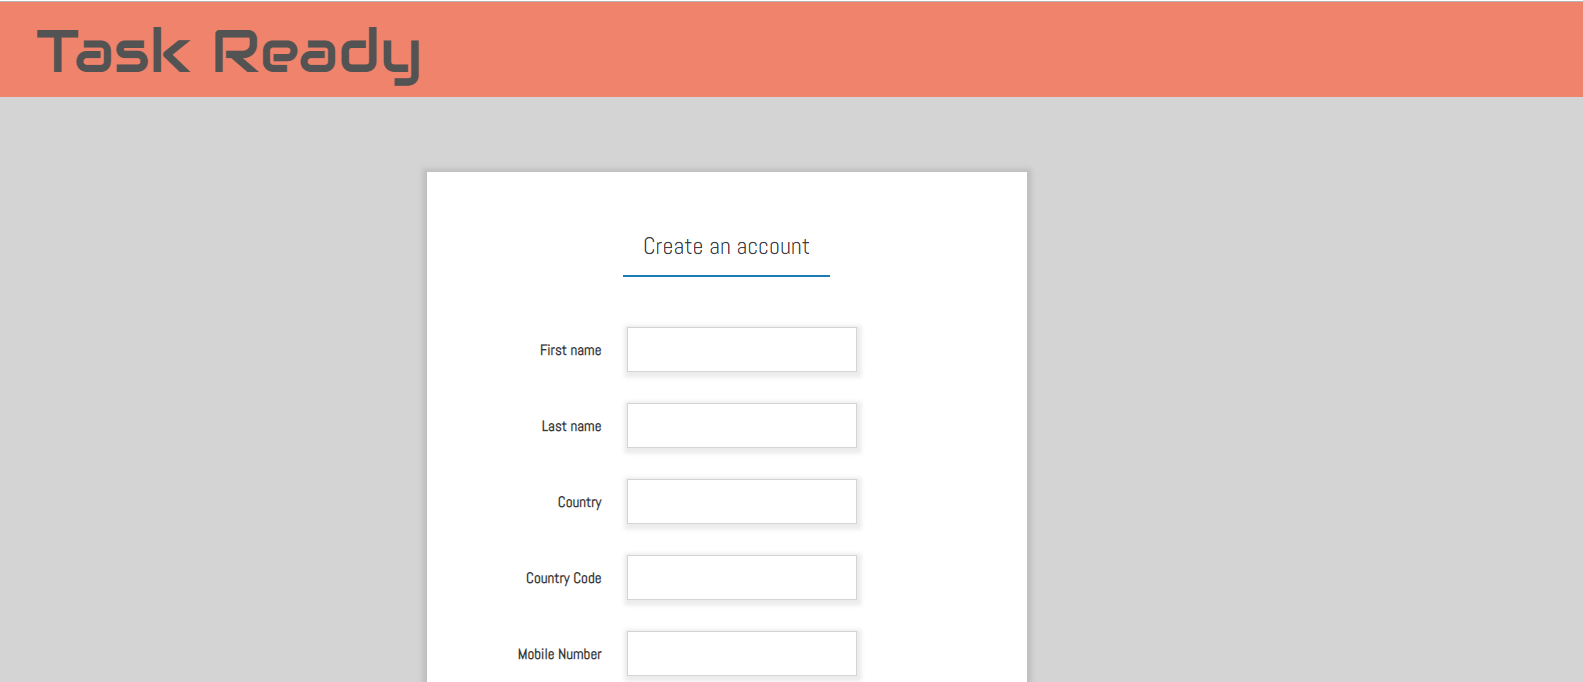 Task Ready
Create an account
First name
Last name
Country
Country Code
Mobile Number